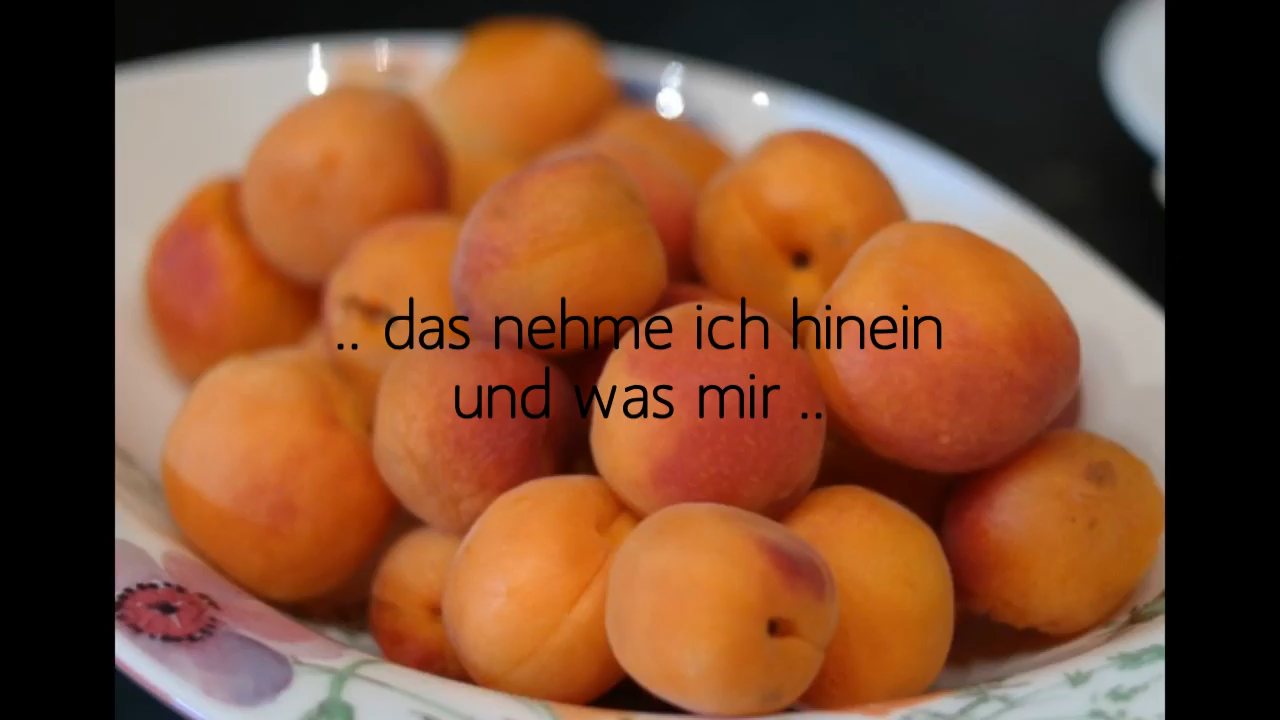 .. das nehme ich hinein
und was mir ..